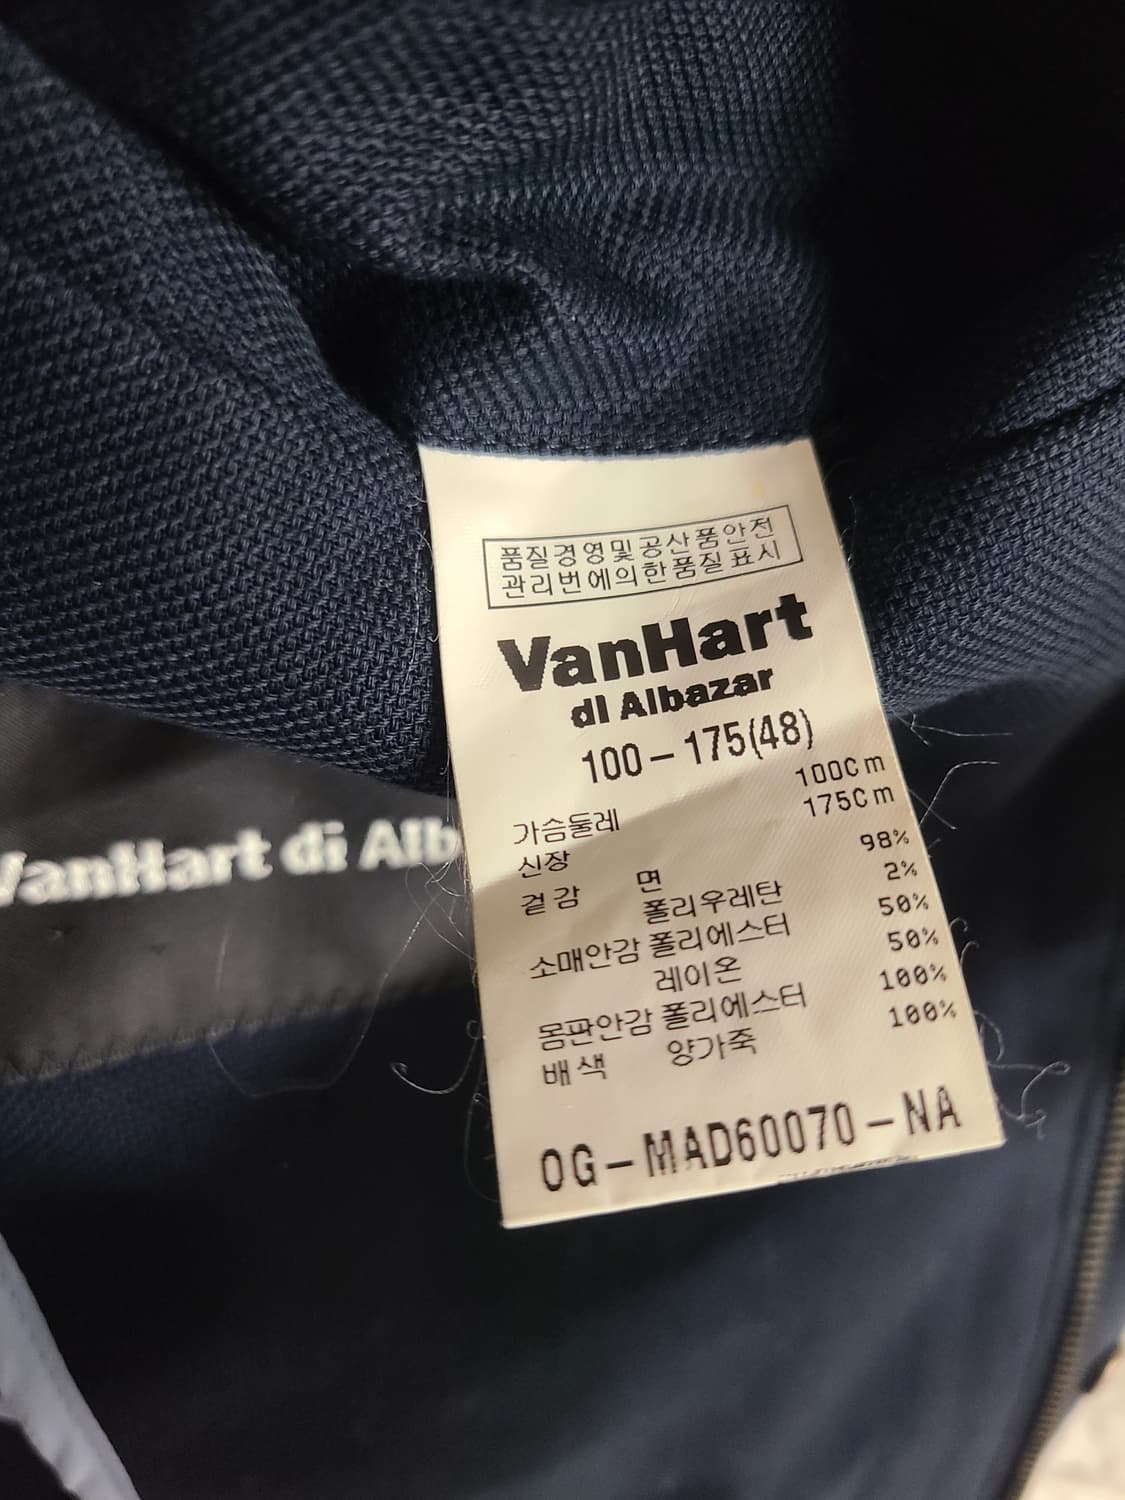 품질경영및공산품안전
관리번에의한품질표시
VanHart
di Albazar
100-175(48)
가슴둘레 100Cm
신장 175Cm
겉감 면 98%
폴리우레탄 2%
소매안감 폴리에스터 50%
레이온 50%
몸판안감 폴리에스터 100%
배색 양가죽 100%
OG-MAD60070-NA
VanHart di Alb